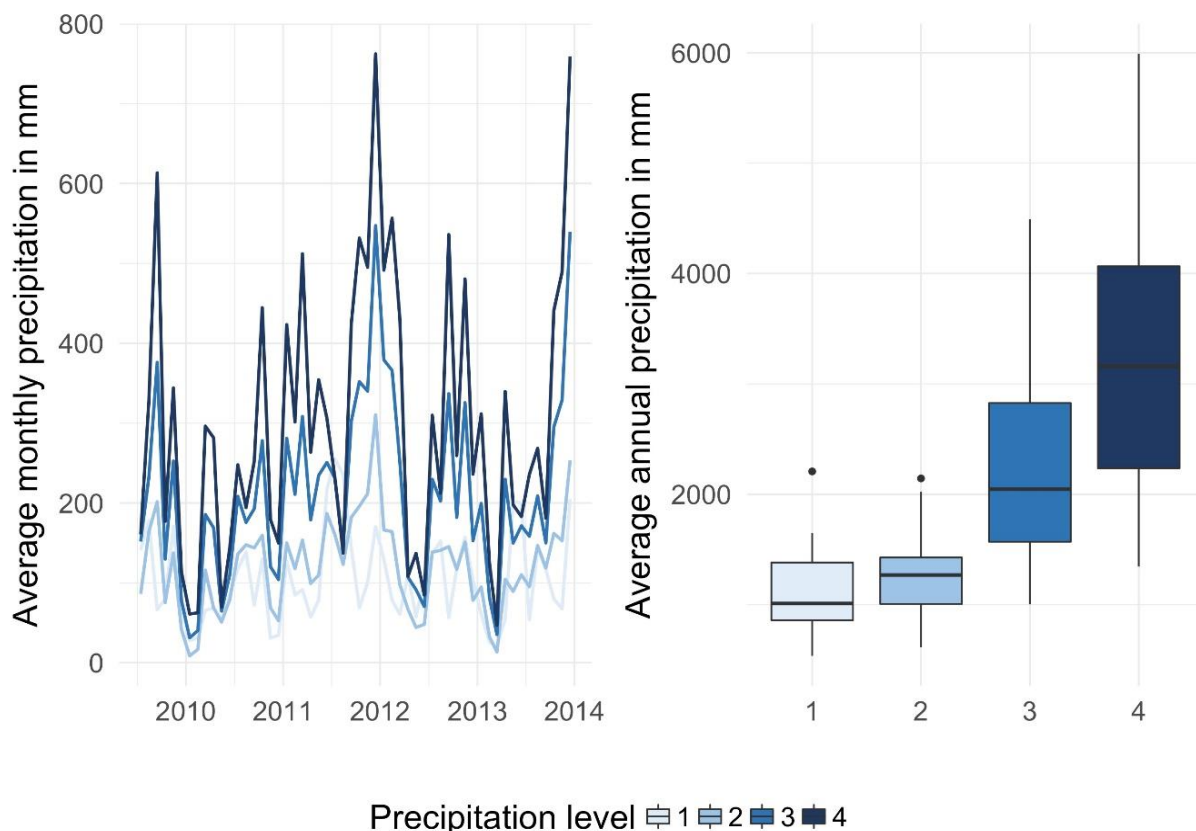 Average monthly precipitation in mm
800
600
400
200
0
2010 2011 2012 2013 2014
Average annual precipitation in mm
6000
4000
2000
1 2 3 4
Precipitation level 1 2 3 4